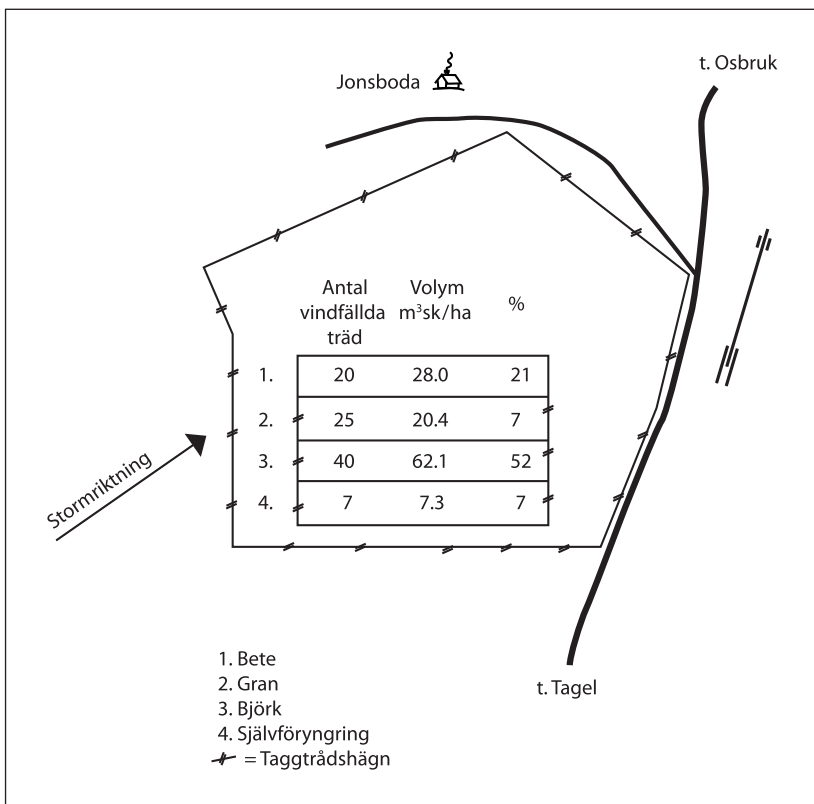 t. Osbruk
Jonsboda
Antal vindfällda träd
Volym m³sk/ha
%
1. 20 28.0 21
2. 25 20.4 7
3. 40 62.1 52
4. 7 7.3 7
Stormriktning
t. Tagel
1. Bete
2. Gran
3. Björk
4. Självföryngring
= Taggtrådshägn